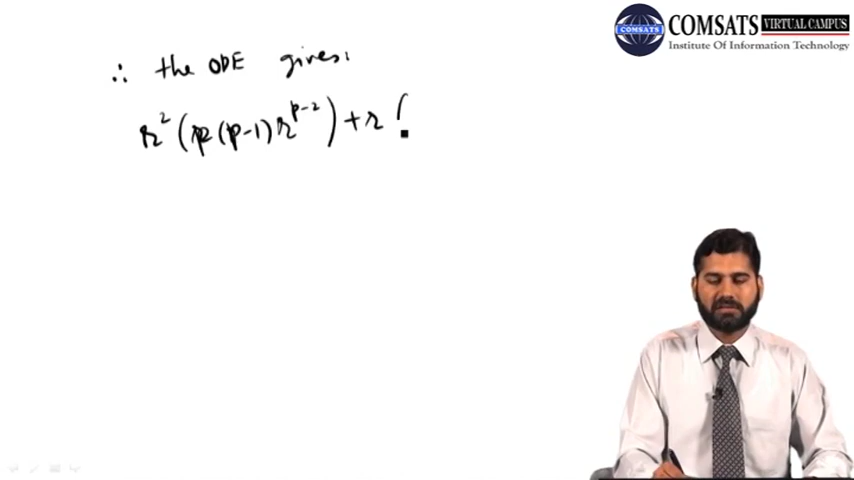 COMSATS VIRTUAL CAMPUS
COMSATS
Institute Of Information Technology
∴ the ODE gives:
r² (p(p-1) r^{p-2}) + r (